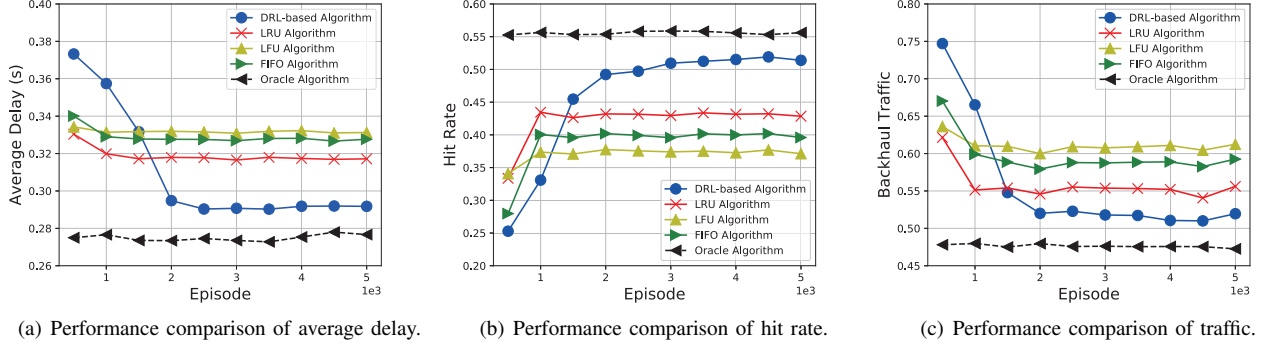 0.40
0.38
0.36
0.34
0.32
0.30
0.28
0.26
Average Delay (s)
DRL-based Algorithm
LRU Algorithm
LFU Algorithm
FIFO Algorithm
Oracle Algorithm
1 2 3 4 5
1e3
Episode
(a) Performance comparison of average delay.
0.60
0.55
0.50
0.45
0.40
0.35
0.30
0.25
0.20
Hit Rate
DRL-based Algorithm
LRU Algorithm
LFU Algorithm
FIFO Algorithm
Oracle Algorithm
1 2 3 4 5
1e3
Episode
(b) Performance comparison of hit rate.
0.80
0.75
0.70
0.65
0.60
0.55
0.50
0.45
Backhaul Traffic
DRL-based Algorithm
LRU Algorithm
LFU Algorithm
FIFO Algorithm
Oracle Algorithm
1 2 3 4 5
1e3
Episode
(c) Performance comparison of traffic.